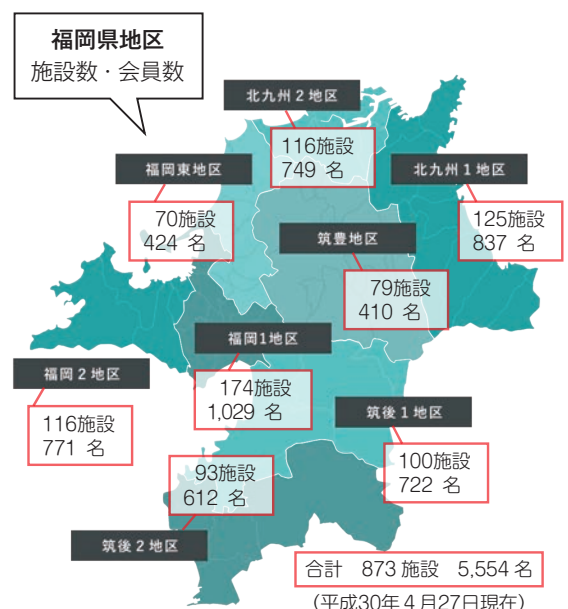 福岡県地区
施設数・会員数
北九州２地区
116施設
749 名
福岡東地区
70施設
424 名
北九州１地区
125施設
837 名
筑豊地区
79施設
410 名
福岡1地区
174施設
1,029 名
福岡２地区
116施設
771 名
筑後１地区
100施設
722 名
93施設
612 名
筑後２地区
合計 873 施設 5,554 名
(平成30年４月27日現在)